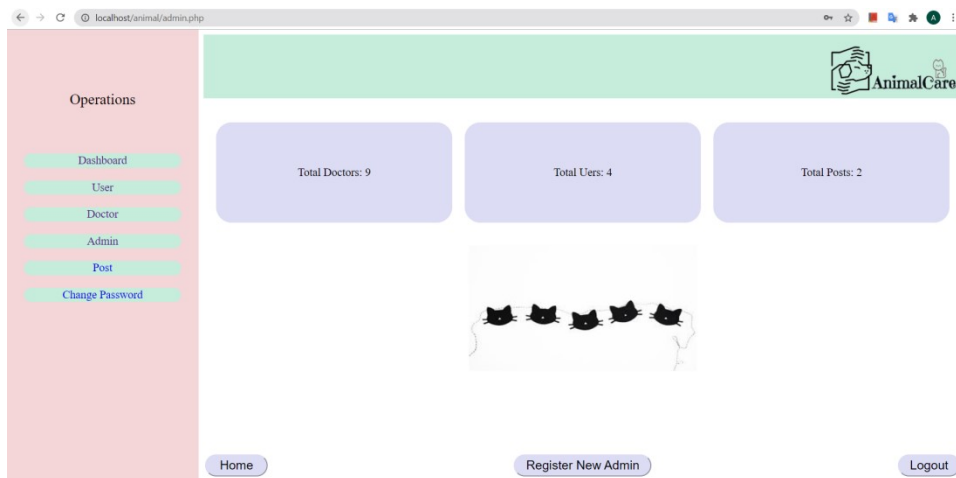 localhost/animal/admin.php
A
AnimalCare
Operations
Dashboard
User
Doctor
Admin
Post
Change Password
Total Doctors: 9
Total Uers: 4
Total Posts: 2
Home
Register New Admin
Logout